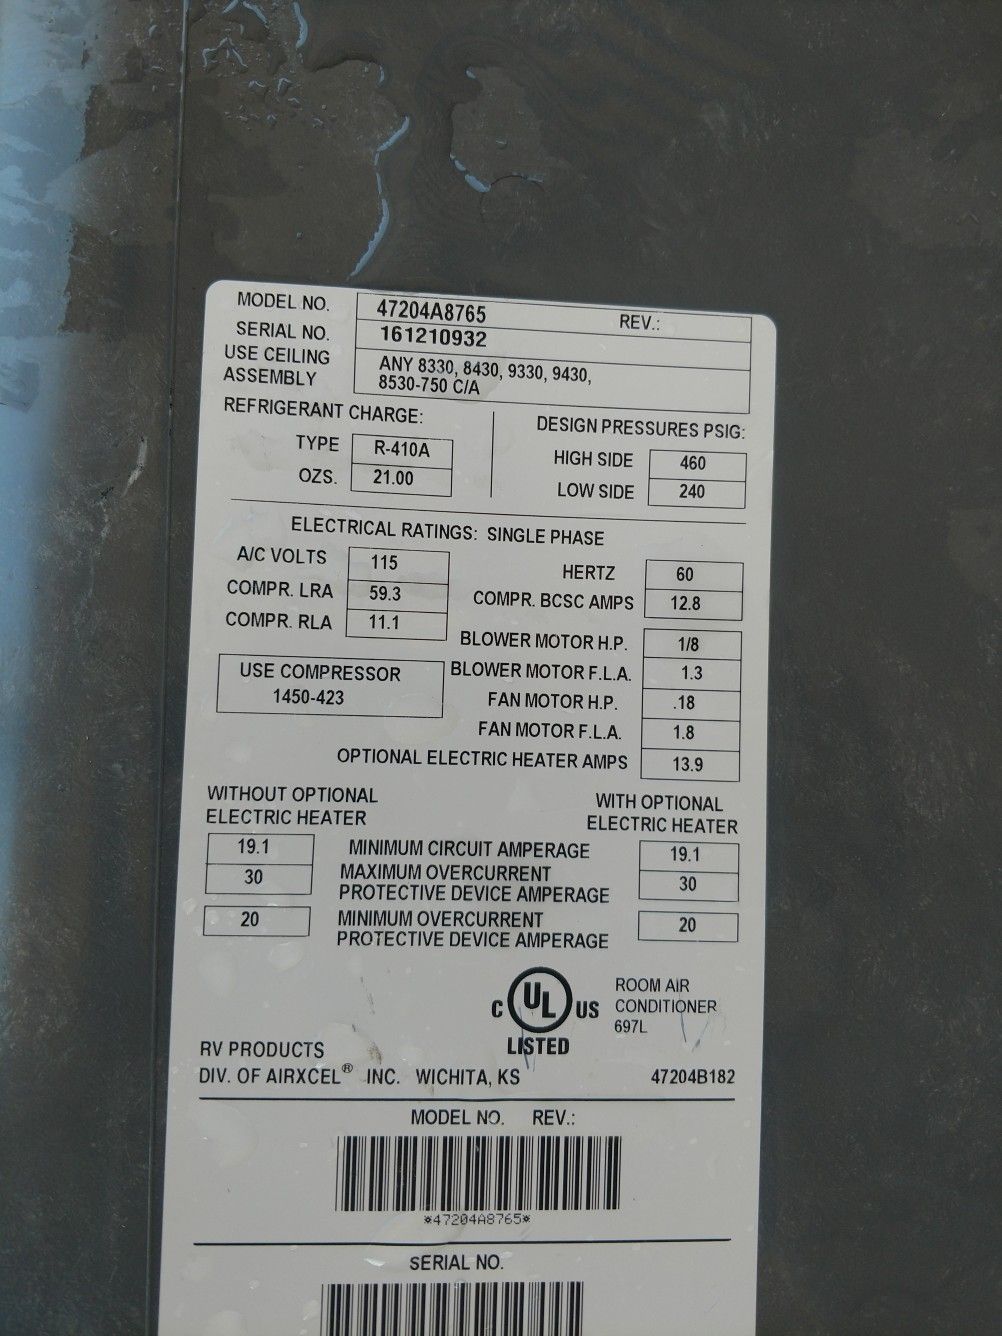 MODEL NO. 47204A8765 REV.:
SERIAL NO. 161210932
USE CEILING ASSEMBLY ANY 8330, 8430, 9330, 9430,
8530-750 C/A
REFRIGERANT CHARGE:
TYPE R-410A
OZS. 21.00
DESIGN PRESSURES PSIG:
HIGH SIDE 460
LOW SIDE 240
ELECTRICAL RATINGS: SINGLE PHASE
A/C VOLTS 115
COMPR. LRA 59.3
COMPR. RLA 11.1
HERTZ 60
COMPR. BCSC AMPS 12.8
BLOWER MOTOR H.P. 1/8
BLOWER MOTOR F.L.A. 1.3
FAN MOTOR H.P. .18
FAN MOTOR F.L.A. 1.8
OPTIONAL ELECTRIC HEATER AMPS 13.9
USE COMPRESSOR
1450-423
WITHOUT OPTIONAL
ELECTRIC HEATER
WITH OPTIONAL
ELECTRIC HEATER
19.1 MINIMUM CIRCUIT AMPERAGE 19.1
30 MAXIMUM OVERCURRENT
PROTECTIVE DEVICE AMPERAGE 30
20 MINIMUM OVERCURRENT
PROTECTIVE DEVICE AMPERAGE 20
C UL US
LISTED
ROOM AIR
CONDITIONER
697L
RV PRODUCTS
DIV. OF AIRXCEL® INC. WICHITA, KS 47204B182
MODEL NO. REV.:
*47204A8765*
SERIAL NO.